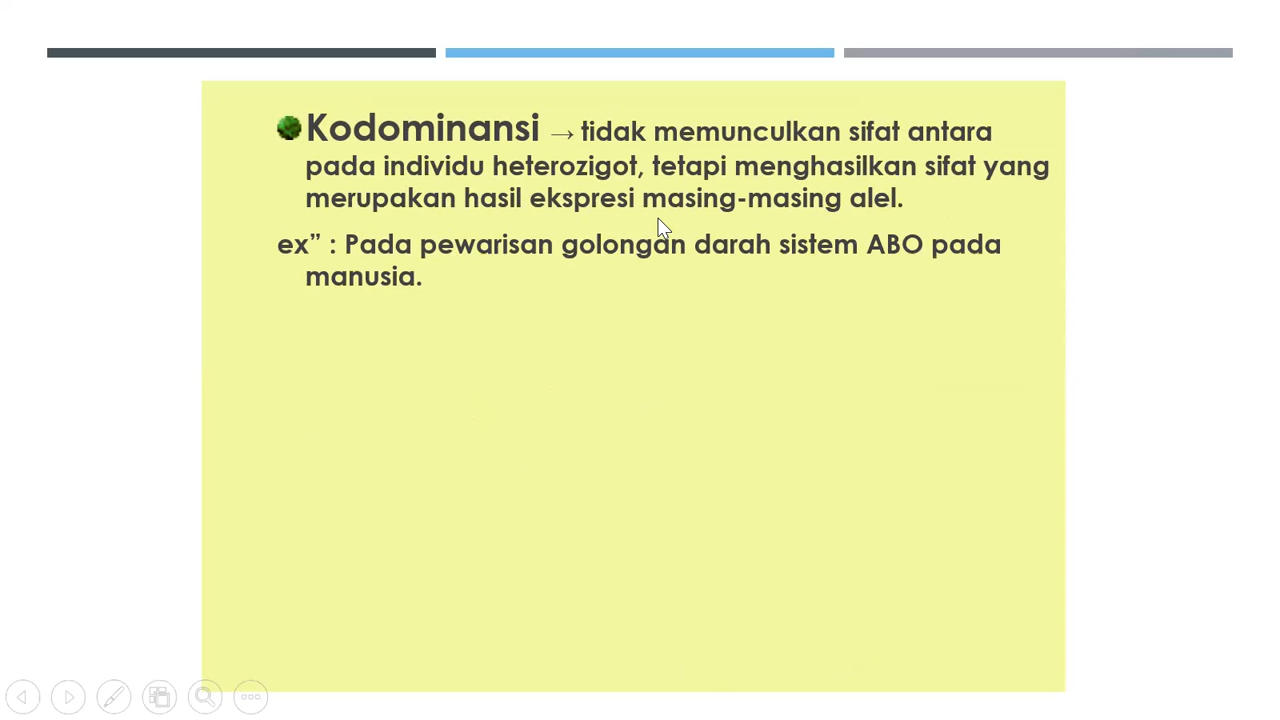 Kodominansi → tidak memunculkan sifat antara
pada individu heterozigot, tetapi menghasilkan sifat yang
merupakan hasil ekspresi masing-masing alel.
ex” : Pada pewarisan golongan darah sistem ABO pada
manusia.